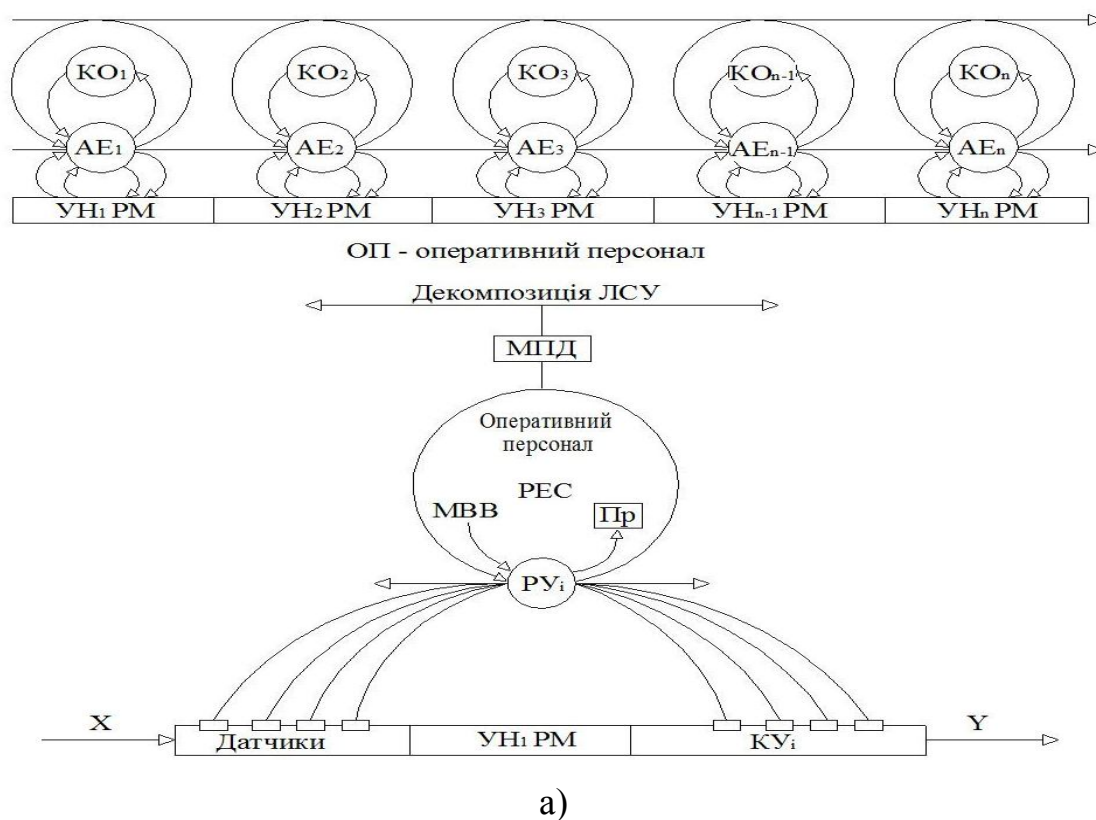 КО₁ КО₂ КО₃ КОₙ₋₁ КОₙ
АЕ₁ АЕ₂ АЕ₃ АЕₙ₋₁ АЕₙ
УН₁ РМ УН₂ РМ УН₃ РМ УНₙ₋₁ РМ УНₙ РМ
ОП - оперативний персонал
Декомпозиція ЛСУ
МПД
Оперативний
персонал
РЕС
МВВ Пр
РУᵢ
X Y
Датчики УН₁ РМ КУᵢ
а)